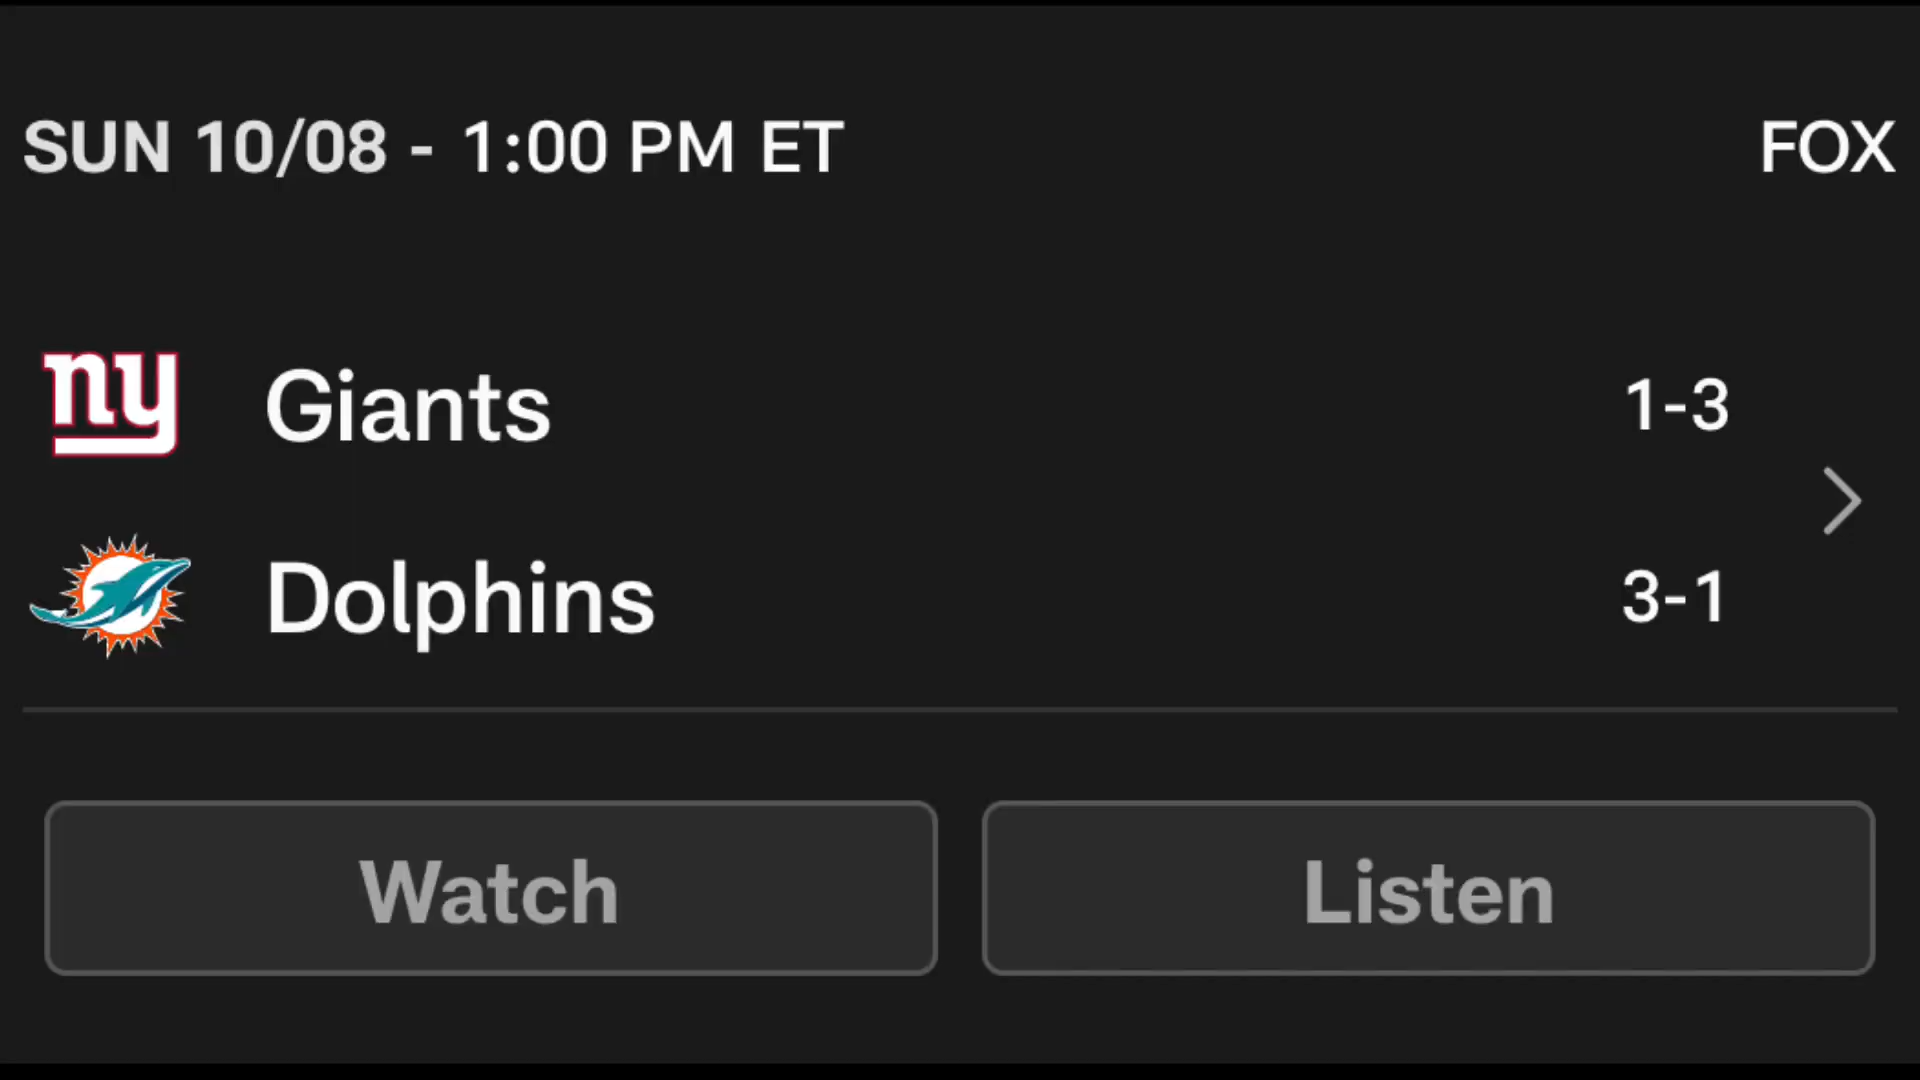 SUN 10/08 - 1:00 PM ET FOX
ny Giants 1-3
Dolphins 3-1
Watch Listen